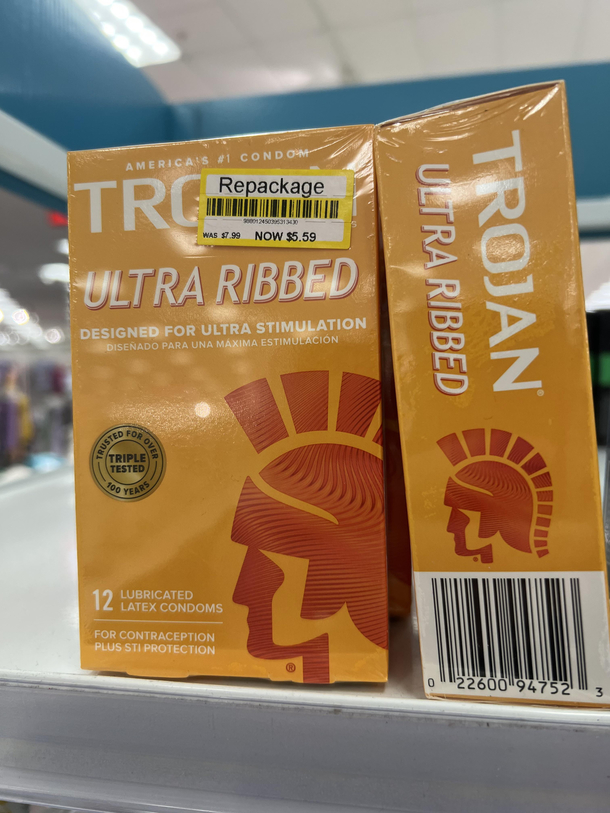 AMERICA'S #1 CONDOM
TRO
Repackage
WAS $7.99 NOW $5.59
ULTRA RIBBED
DESIGNED FOR ULTRA STIMULATION
DISEÑADO PARA UNA MÁXIMA ESTIMULACIÓN
TRUSTED FOR OVER
TRIPLE
TESTED
100 YEARS
12 LUBRICATED
LATEX CONDOMS
FOR CONTRACEPTION
PLUS STI PROTECTION
®
TROJAN®
ULTRA RIBBED
®
0 22600 94752 3